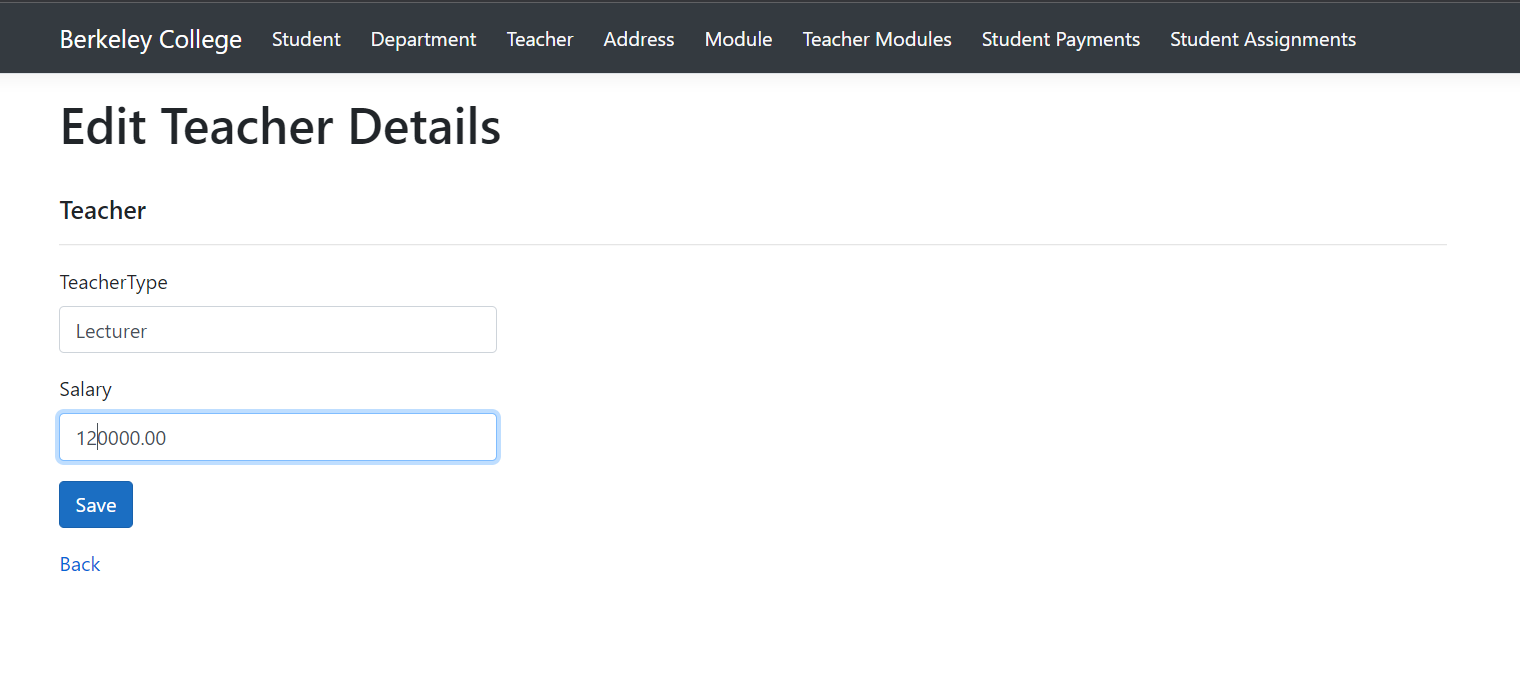 Berkeley College Student Department Teacher Address Module Teacher Modules Student Payments Student Assignments
Edit Teacher Details
Teacher
TeacherType
Lecturer
Salary
120000.00
Save
Back